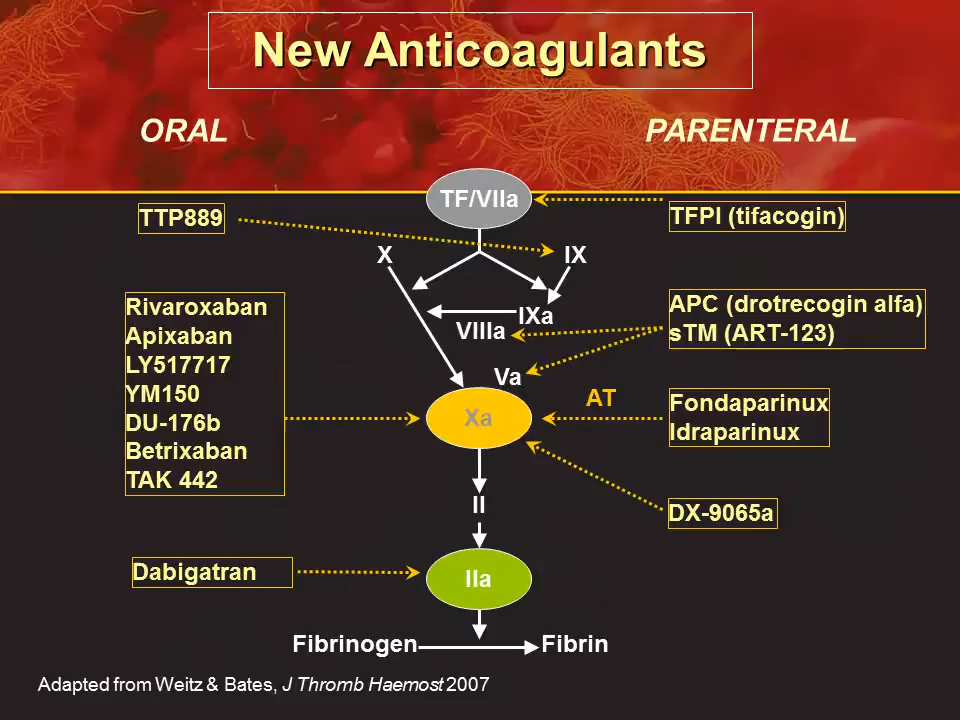 New Anticoagulants
ORAL
PARENTERAL
TF/VIIa
TTP889
TFPI (tifacogin)
X
IX
Rivaroxaban
Apixaban
LY517717
YM150
DU-176b
Betrixaban
TAK 442
IXa
VIIIa
APC (drotrecogin alfa)
sTM (ART-123)
Va
AT
Xa
Fondaparinux
Idraparinux
II
DX-9065a
Dabigatran
IIa
Fibrinogen
Fibrin
Adapted from Weitz & Bates, J Thromb Haemost 2007